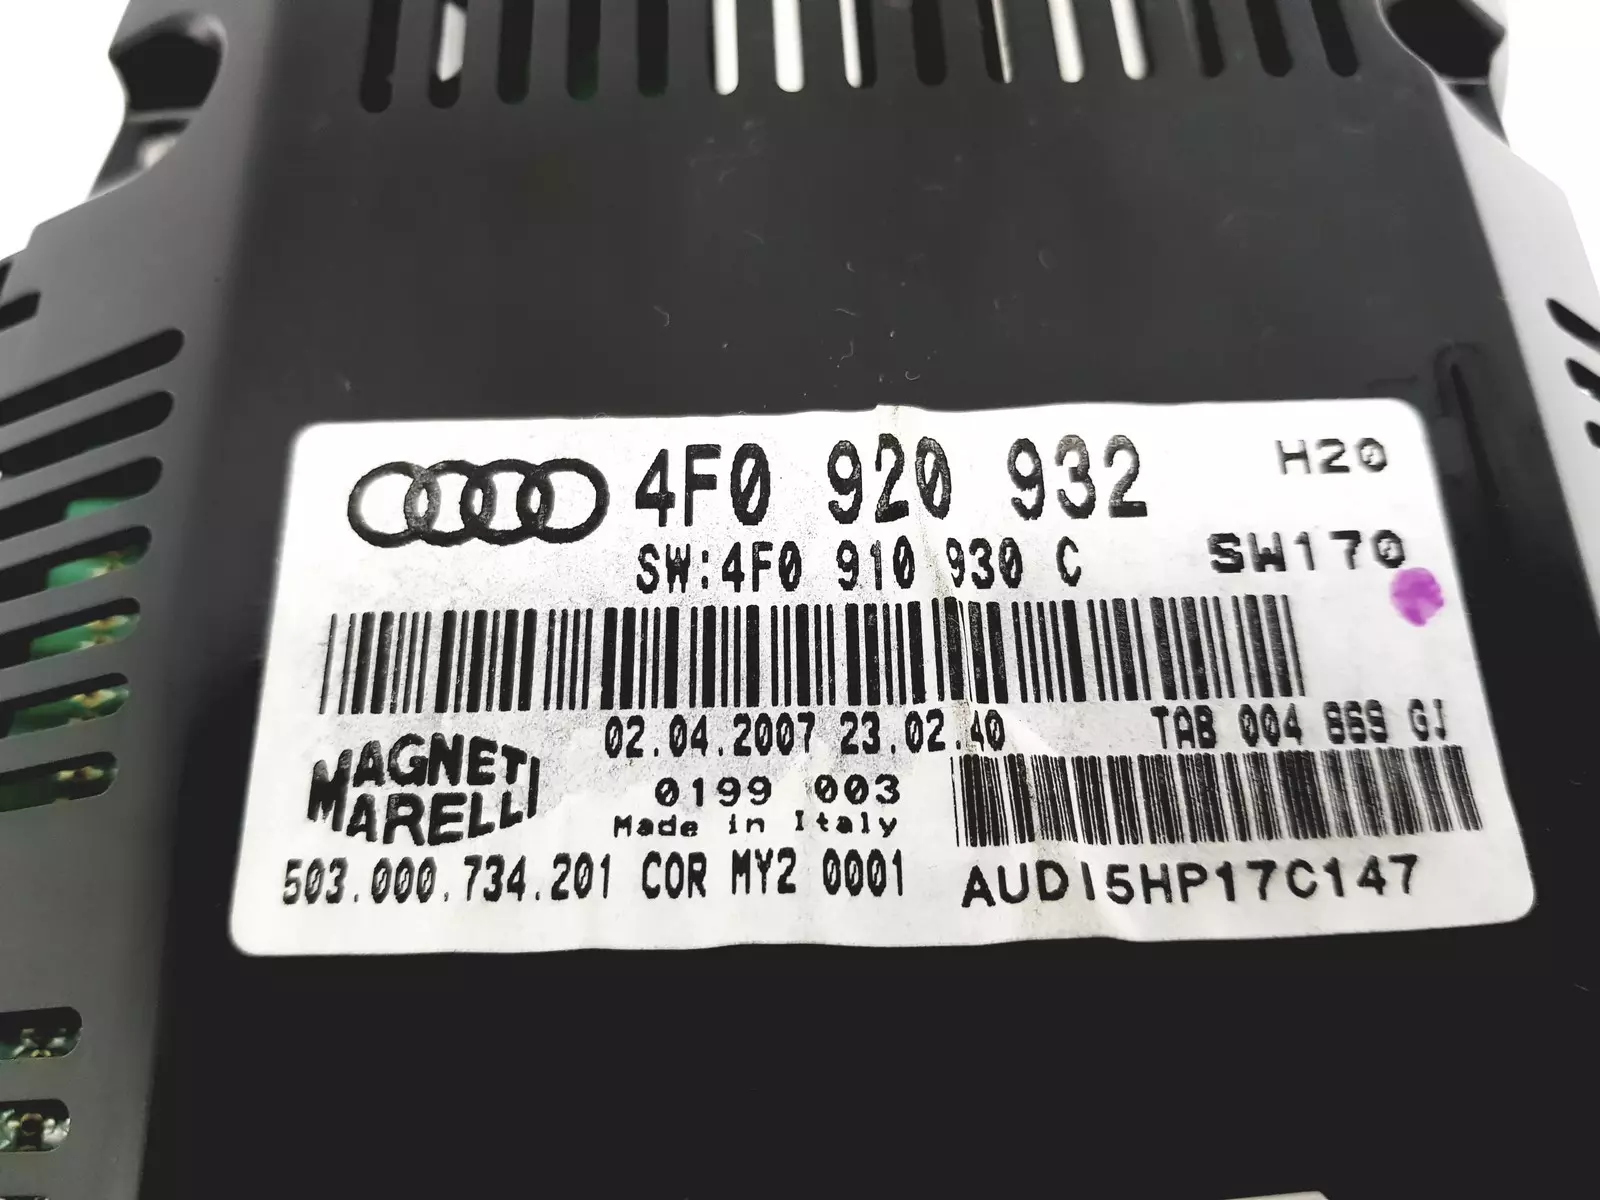 4F0 920 932 H20
SW:4F0 910 930 C SW170
02.04.2007 23.02.40 TAB 004 869 GJ
MAGNETI
MARELLI
0199 003
Made in Italy
503.000.734.201 COR MY2 0001 AUDI5HP17C147